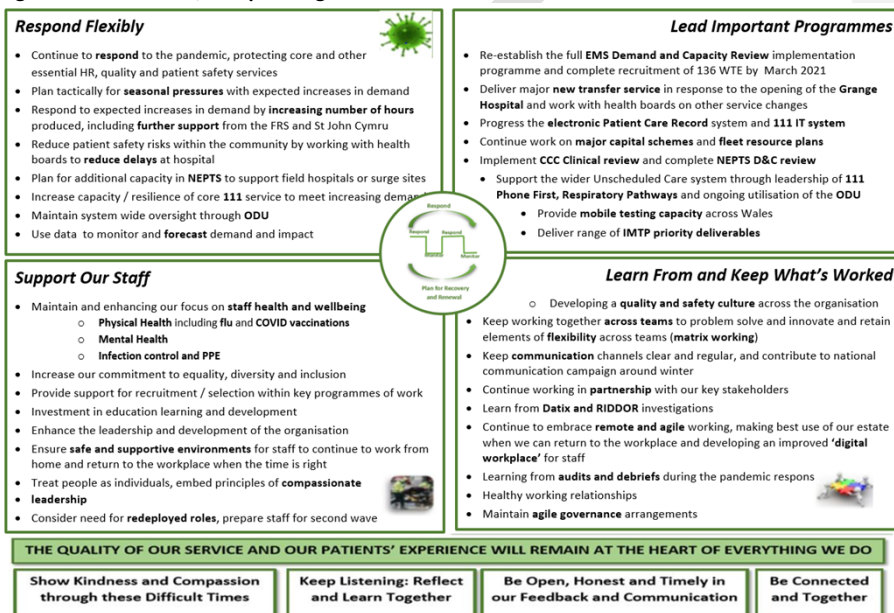 Respond Flexibly
• Continue to respond to the pandemic, protecting core and other
essential HR, quality and patient safety services
• Plan tactically for seasonal pressures with expected increases in demand
• Respond to expected increases in demand by increasing number of hours
produced, including further support from the FRS and St John Cymru
• Reduce patient safety risks within the community by working with health
boards to reduce delays at hospital
• Plan for additional capacity in NEPTS to support field hospitals or surge sites
• Increase capacity / resilience of core 111 service to meet increasing demand
• Maintain system wide oversight through ODU
• Use data to monitor and forecast demand and impact
Lead Important Programmes
• Re-establish the full EMS Demand and Capacity Review implementation
programme and complete recruitment of 136 WTE by March 2021
• Deliver major new transfer service in response to the opening of the Grange
Hospital and work with health boards on other service changes
• Progress the electronic Patient Care Record system and 111 IT system
• Continue work on major capital schemes and fleet resource plans
• Implement CCC Clinical review and complete NEPTS D&C review
• Support the wider Unscheduled Care system through leadership of 111
Phone First, Respiratory Pathways and ongoing utilisation of the ODU
• Provide mobile testing capacity across Wales
• Deliver range of IMTP priority deliverables
Respond
Respond Respond
Monitor
Plan for Recovery
and Renewal
Support Our Staff
• Maintain and enhancing our focus on staff health and wellbeing
o Physical Health including flu and COVID vaccinations
o Mental Health
o Infection control and PPE
• Increase our commitment to equality, diversity and inclusion
• Provide support for recruitment / selection within key programmes of work
• Investment in education learning and development
• Enhance the leadership and development of the organisation
• Ensure safe and supportive environments for staff to continue to work from
home and return to the workplace when the time is right
• Treat people as individuals, embed principles of compassionate
• leadership
• Consider need for redeployed roles, prepare staff for second wave
Learn From and Keep What's Worked
o Developing a quality and safety culture across the organisation
• Keep working together across teams to problem solve and innovate and retain
elements of flexibility across teams (matrix working)
• Keep communication channels clear and regular, and contribute to national
communication campaign around winter
• Continue working in partnership with our key stakeholders
• Learn from Datix and RIDDOR investigations
• Continue to embrace remote and agile working, making best use of our estate
when we can return to the workplace and developing an improved 'digital
workplace' for staff
• Learning from audits and debriefs during the pandemic respons
• Healthy working relationships
• Maintain agile governance arrangements
THE QUALITY OF OUR SERVICE AND OUR PATIENTS' EXPERIENCE WILL REMAIN AT THE HEART OF EVERYTHING WE DO
Show Kindness and Compassion
through these Difficult Times
Keep Listening: Reflect
and Learn Together
Be Open, Honest and Timely in
our Feedback and Communication
Be Connected
and Together